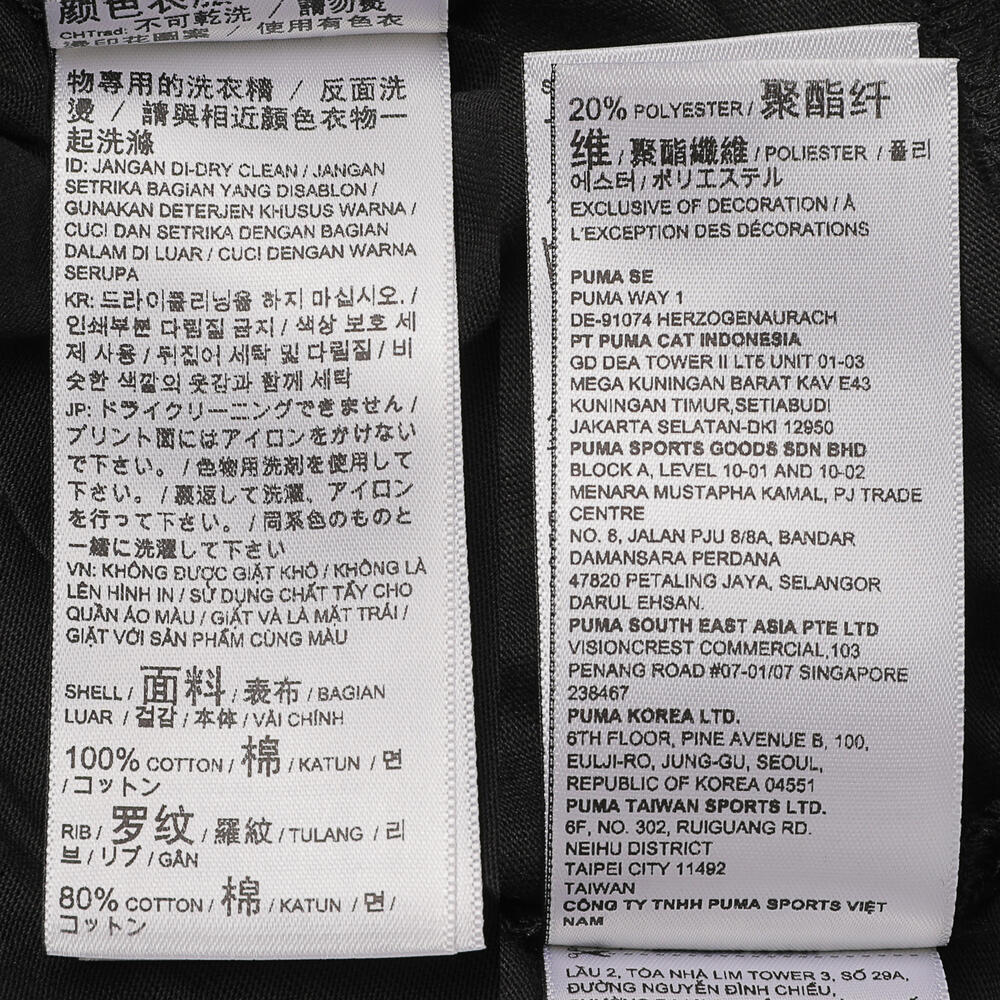 CHTrad: 不可乾洗 / 請勿燙
燙印花圖案 / 使用有色衣
物專用的洗衣精 / 反面洗
燙 / 請與相近顏色衣物一
起洗滌
ID: JANGAN DI-DRY CLEAN / JANGAN
SETRIKA BAGIAN YANG DISABLON /
GUNAKAN DETERJEN KHUSUS WARNA /
CUCI DAN SETRIKA DENGAN BAGIAN
DALAM DI LUAR / CUCI DENGAN WARNA
SERUPA
KR: 드라이클리닝을 하지 마십시오. /
인쇄부분 다림질 금지 / 색상 보호 세
제 사용 / 뒤집어 세탁 및 다림질 / 비
슷한 색깔의 옷감과 함께 세탁
JP: ドライクリーニングできません /
プリント面にはアイロンをかけない
で下さい。 / 色物用洗剤を使用して
下さい。 / 裏返して洗濯、アイロン
を行って下さい。 / 同系色のものと
一緒に洗濯して下さい
VN: KHÔNG ĐƯỢC GIẶT KHÔ / KHÔNG LÀ
LÊN HÌNH IN / SỬ DỤNG CHẤT TẨY CHO
QUẦN ÁO MÀU / GIẶT VÀ LÀ MẶT TRÁI /
GIẶT VỚI SẢN PHẨM CÙNG MÀU
SHELL / 面料 / 表布 / BAGIAN
LUAR / 겉감 / 本体 / VẢI CHÍNH
100% COTTON / 棉 / KATUN / 면
/ コットン
RIB / 罗纹 / 羅紋 / TULANG / 리
브 / リブ / GÂN
80% COTTON / 棉 / KATUN / 면 /
コットン
20% POLYESTER / 聚酯纤
维 / 聚酯纖維 / POLIESTER / 폴리
에스터 / ポリエステル
EXCLUSIVE OF DECORATION / À
L'EXCEPTION DES DÉCORATIONS
PUMA SE
PUMA WAY 1
DE-91074 HERZOGENAURACH
PT PUMA CAT INDONESIA
GD DEA TOWER II LT6 UNIT 01-03
MEGA KUNINGAN BARAT KAV E43
KUNINGAN TIMUR,SETIABUDI
JAKARTA SELATAN-DKI 12950
PUMA SPORTS GOODS SDN BHD
BLOCK A, LEVEL 10-01 AND 10-02
MENARA MUSTAPHA KAMAL, PJ TRADE
CENTRE
NO. 8, JALAN PJU 8/8A, BANDAR
DAMANSARA PERDANA
47820 PETALING JAYA, SELANGOR
DARUL EHSAN.
PUMA SOUTH EAST ASIA PTE LTD
VISIONCREST COMMERCIAL,103
PENANG ROAD #07-01/07 SINGAPORE
238467
PUMA KOREA LTD.
6TH FLOOR, PINE AVENUE B, 100,
EULJI-RO, JUNG-GU, SEOUL,
REPUBLIC OF KOREA 04551
PUMA TAIWAN SPORTS LTD.
6F, NO. 302, RUIGUANG RD.
NEIHU DISTRICT
TAIPEI CITY 11492
TAIWAN
CÔNG TY TNHH PUMA SPORTS VIỆT
NAM
LẦU 2, TÒA NHÀ LIM TOWER 3, SỐ 29A,
ĐƯỜNG NGUYỄN ĐÌNH CHIỂU,